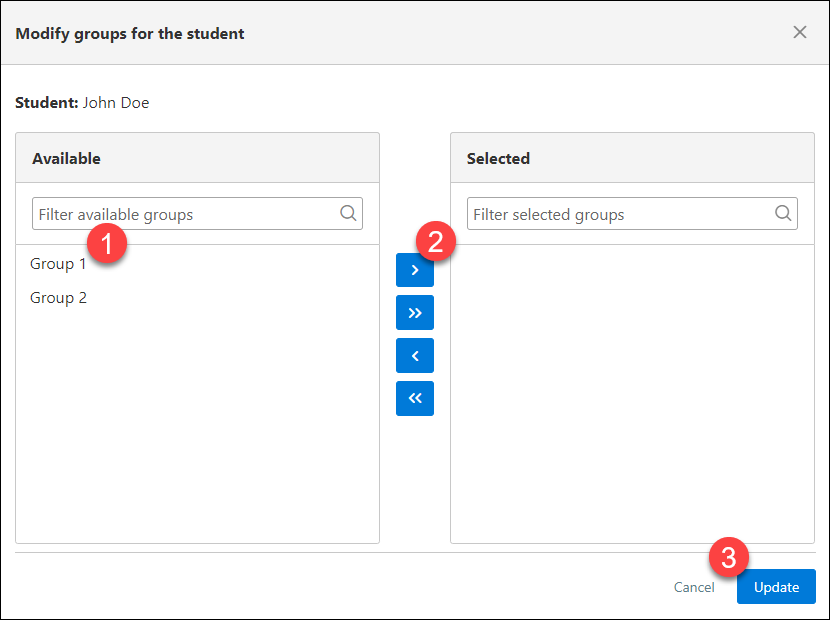 Modify groups for the student
Student: John Doe
Available
Selected
Filter available groups
Filter selected groups
1
2
Group 1
Group 2
3
Cancel
Update